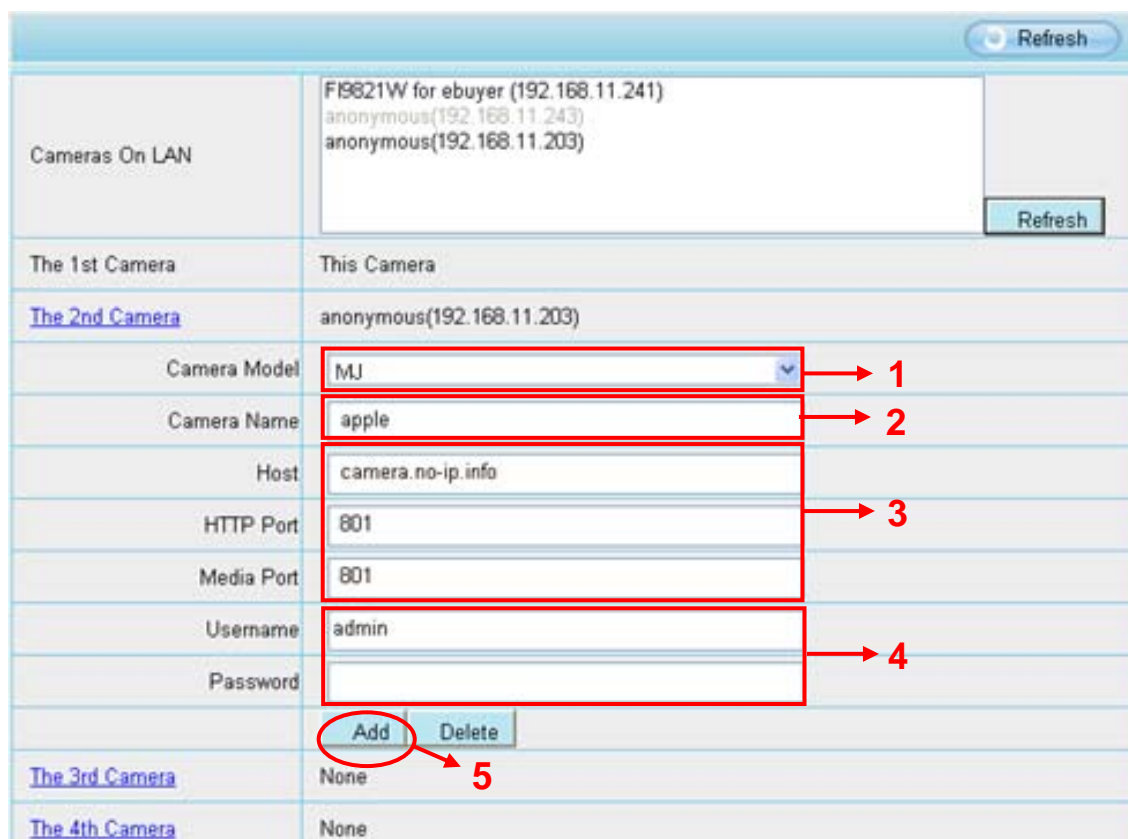 Refresh
Cameras On LAN
FI9821W for ebuyer (192.168.11.241)
anonymous(192.168.11.243)
anonymous(192.168.11.203)
Refresh
The 1st Camera This Camera
The 2nd Camera anonymous(192.168.11.203)
Camera Model MJ 1
Camera Name apple 2
Host camera.no-ip.info
HTTP Port 801 3
Media Port 801
Username admin
4
Password
Add Delete
5
The 3rd Camera None
The 4th Camera None